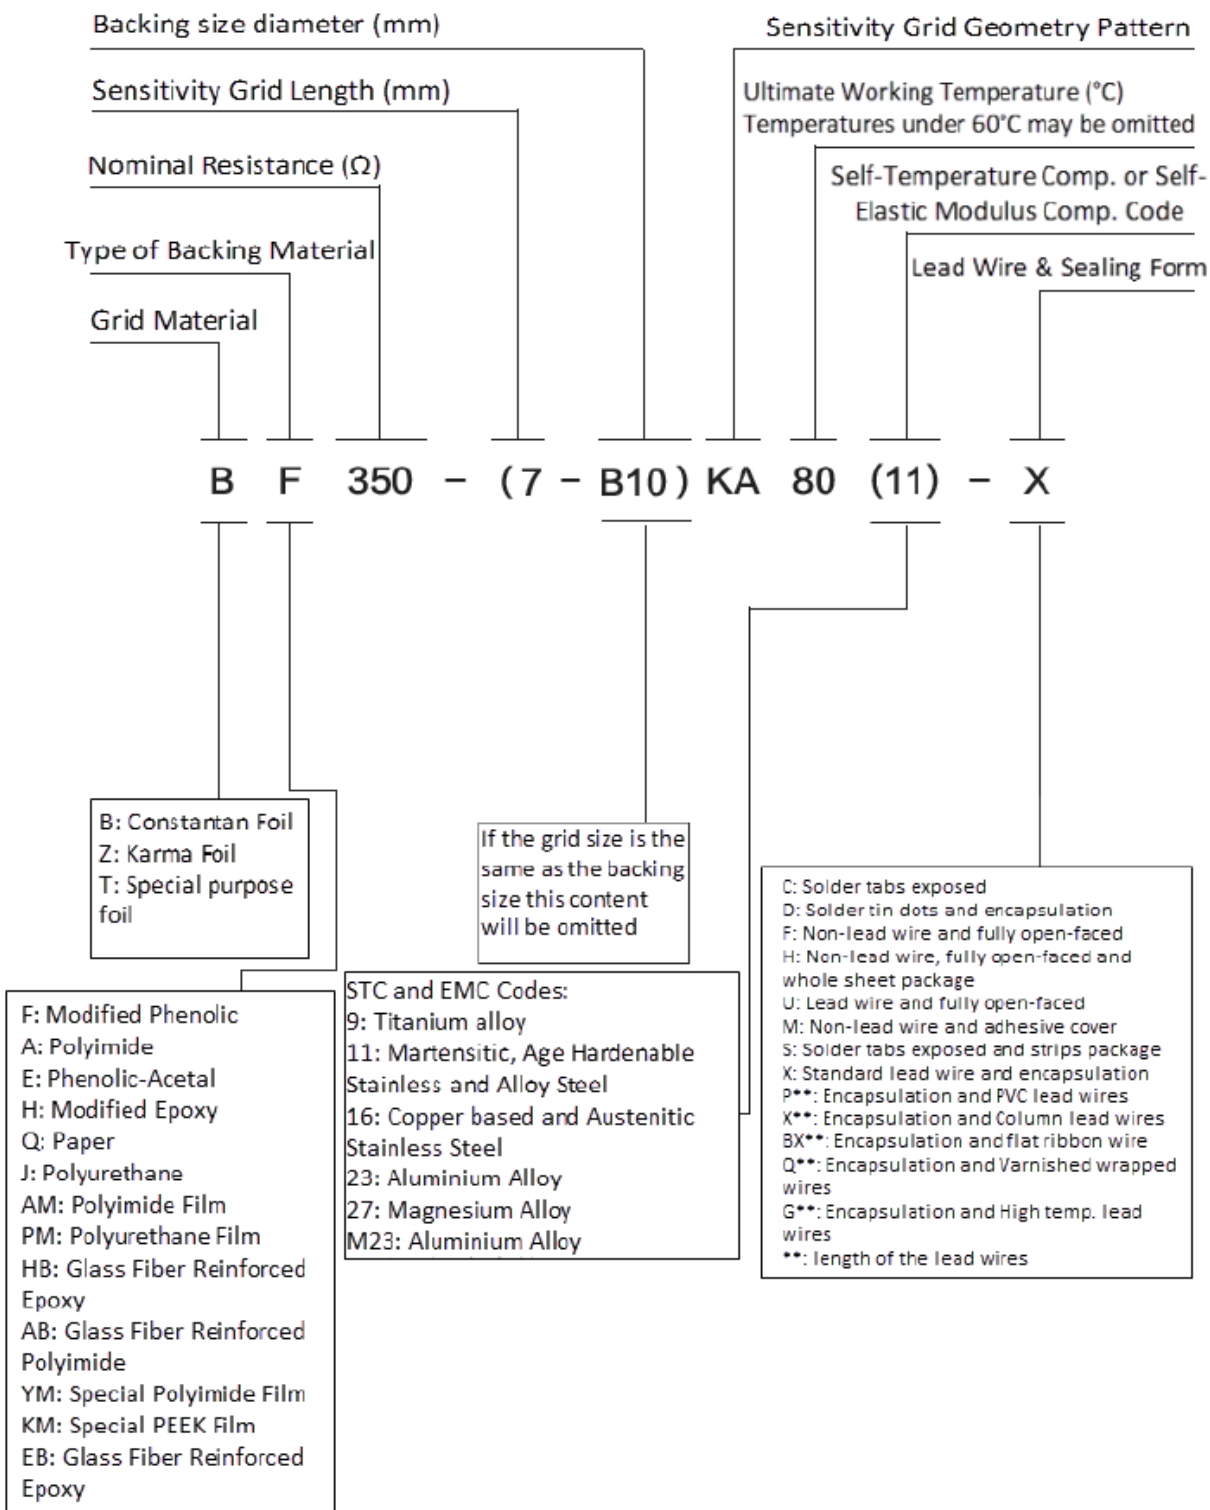 Backing size diameter (mm)
Sensitivity Grid Geometry Pattern
Sensitivity Grid Length (mm)
Ultimate Working Temperature (°C)
Temperatures under 60°C may be omitted
Nominal Resistance (Ω)
Self-Temperature Comp. or Self-
Elastic Modulus Comp. Code
Type of Backing Material
Lead Wire & Sealing Form
Grid Material
B F 350 - (7 - B10) KA 80 (11) - X
B: Constantan Foil
Z: Karma Foil
T: Special purpose
foil
If the grid size is the
same as the backing
size this content
will be omitted
F: Modified Phenolic
A: Polyimide
E: Phenolic-Acetal
H: Modified Epoxy
Q: Paper
J: Polyurethane
AM: Polyimide Film
PM: Polyurethane Film
HB: Glass Fiber Reinforced
Epoxy
AB: Glass Fiber Reinforced
Polyimide
YM: Special Polyimide Film
KM: Special PEEK Film
EB: Glass Fiber Reinforced
Epoxy
STC and EMC Codes:
9: Titanium alloy
11: Martensitic, Age Hardenable
Stainless and Alloy Steel
16: Copper based and Austenitic
Stainless Steel
23: Aluminium Alloy
27: Magnesium Alloy
M23: Aluminium Alloy
C: Solder tabs exposed
D: Solder tin dots and encapsulation
F: Non-lead wire and fully open-faced
H: Non-lead wire, fully open-faced and
whole sheet package
U: Lead wire and fully open-faced
M: Non-lead wire and adhesive cover
S: Solder tabs exposed and strips package
X: Standard lead wire and encapsulation
P**: Encapsulation and PVC lead wires
X**: Encapsulation and Column lead wires
BX**: Encapsulation and flat ribbon wire
Q**: Encapsulation and Varnished wrapped
wires
G**: Encapsulation and High temp. lead
wires
**: length of the lead wires